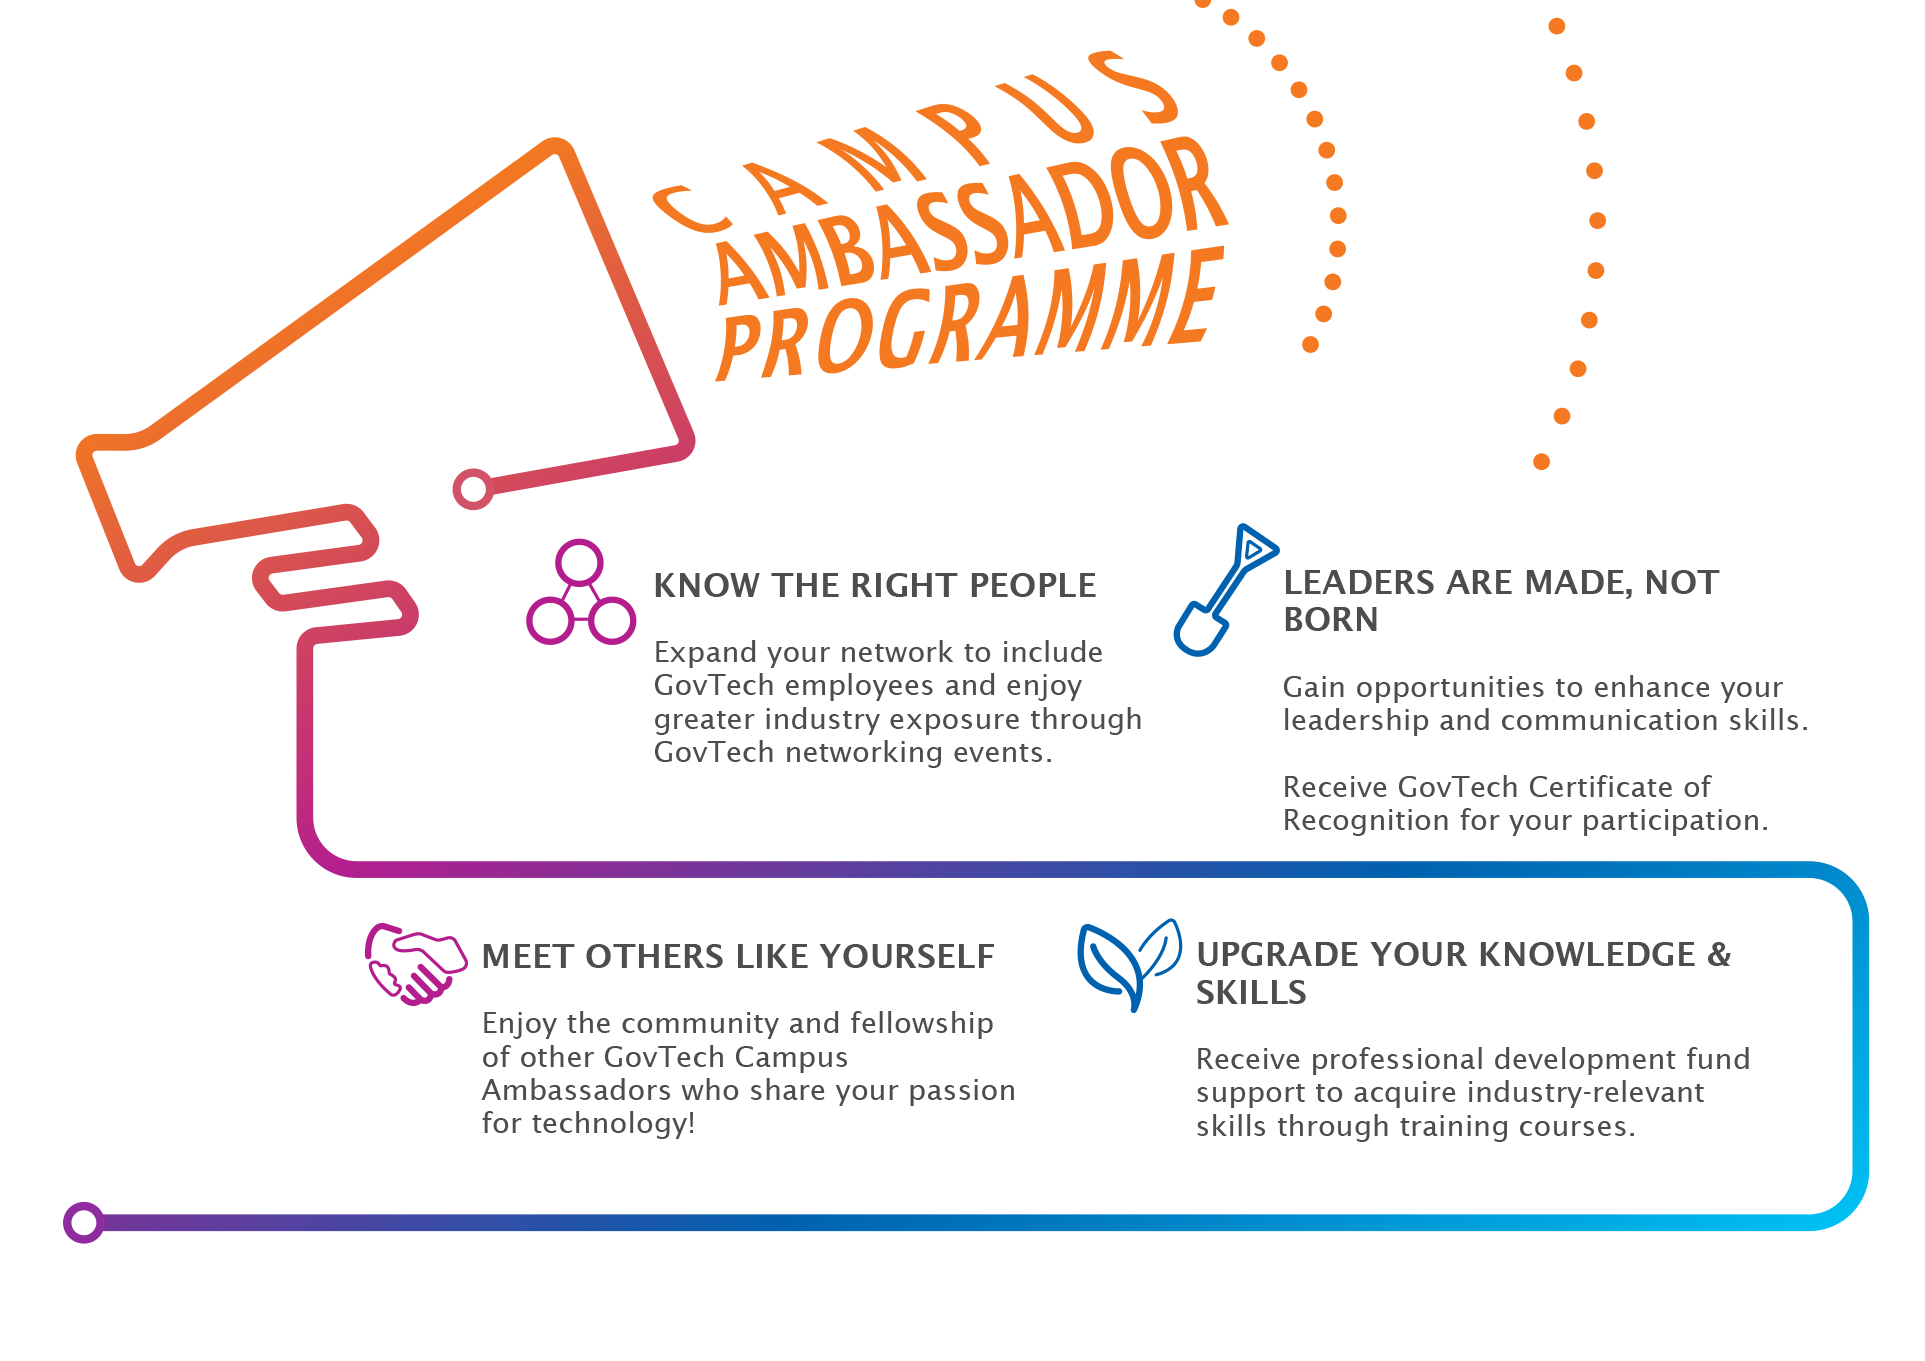 CAMPUS
AMBASSADOR
PROGRAMME
KNOW THE RIGHT PEOPLE
Expand your network to include
GovTech employees and enjoy
greater industry exposure through
GovTech networking events.
LEADERS ARE MADE, NOT
BORN
Gain opportunities to enhance your
leadership and communication skills.
Receive GovTech Certificate of
Recognition for your participation.
MEET OTHERS LIKE YOURSELF
Enjoy the community and fellowship
of other GovTech Campus
Ambassadors who share your passion
for technology!
UPGRADE YOUR KNOWLEDGE &
SKILLS
Receive professional development fund
support to acquire industry-relevant
skills through training courses.